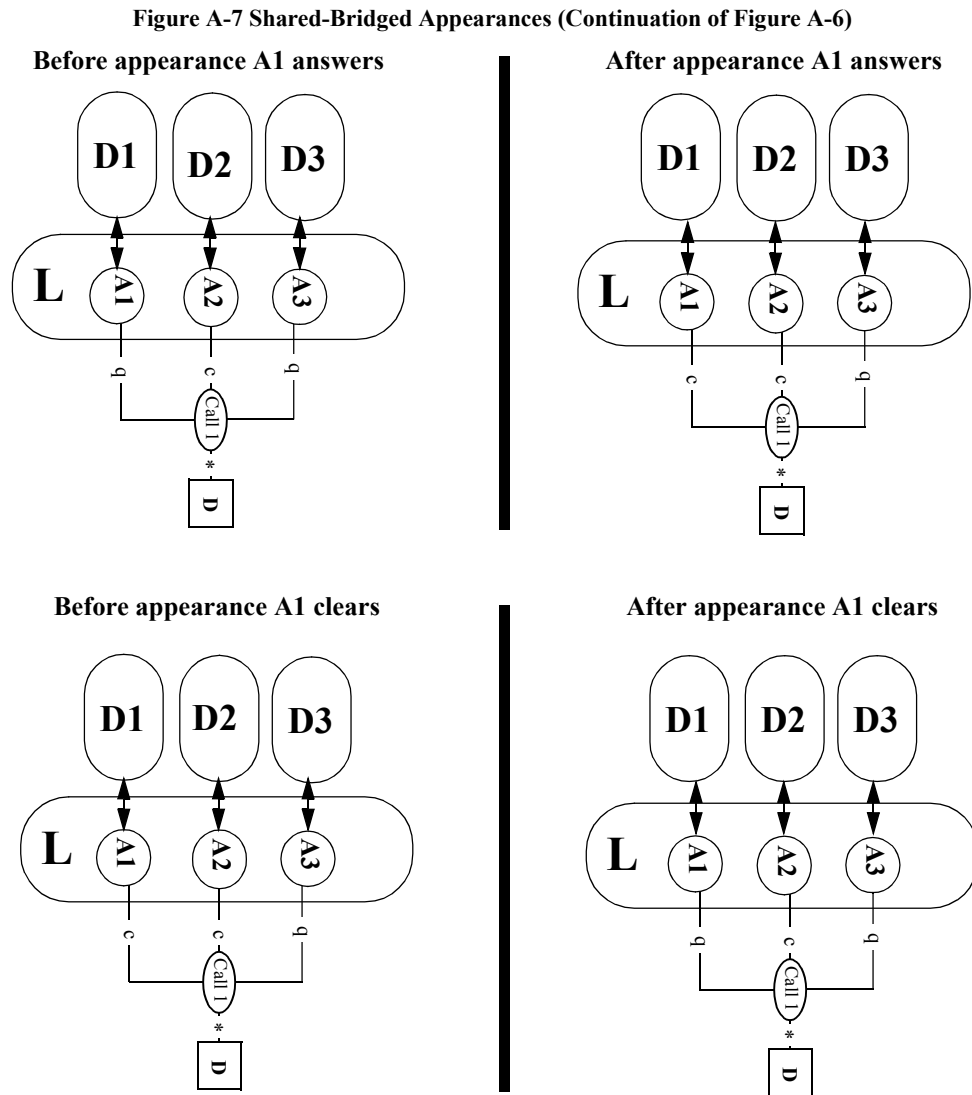 Figure A-7 Shared-Bridged Appearances (Continuation of Figure A-6)
Before appearance A1 answers
D1 D2 D3
L A1 A2 A3
q c q
Call 1
*
D
After appearance A1 answers
D1 D2 D3
L A1 A2 A3
c c q
Call 1
*
D
Before appearance A1 clears
D1 D2 D3
L A1 A2 A3
c c q
Call 1
*
D
After appearance A1 clears
D1 D2 D3
L A1 A2 A3
q c q
Call 1
*
D